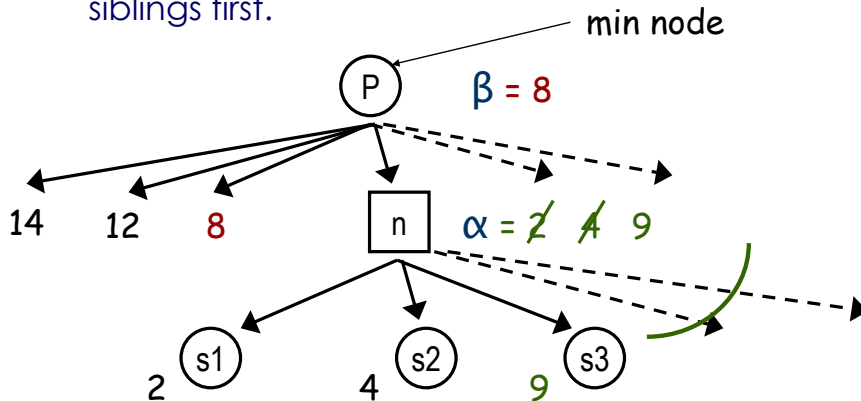 siblings first.
min node
P
β = 8
14 12 8
n
α = 2 4 9
s1 s2 s3
2 4 9